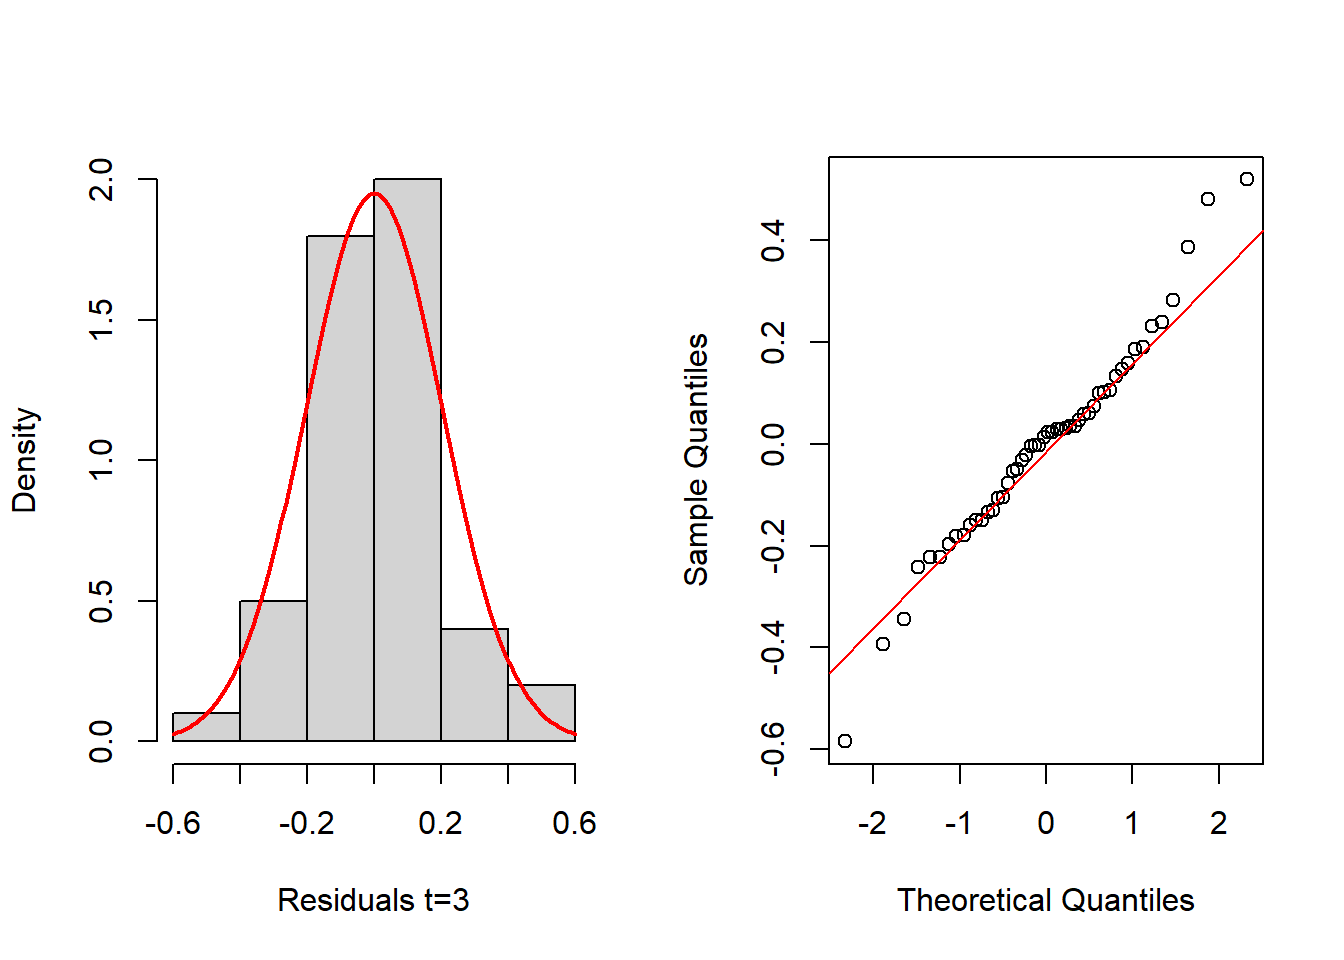 Density
2.0
1.5
1.0
0.5
0.0
-0.6 -0.2 0.2 0.6
Residuals t=3
Sample Quantiles
0.4
0.2
0.0
-0.2
-0.4
-0.6
-2 -1 0 1 2
Theoretical Quantiles